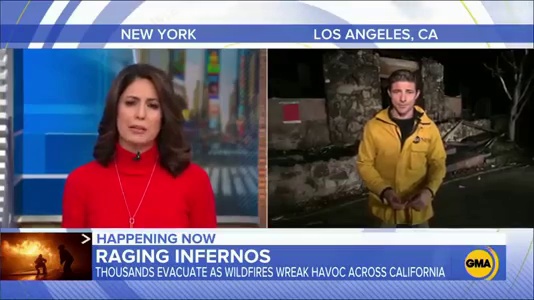 NEW YORK
LOS ANGELES, CA
HAPPENING NOW
RAGING INFERNOS
THOUSANDS EVACUATE AS WILDFIRES WREAK HAVOC ACROSS CALIFORNIA
GMA